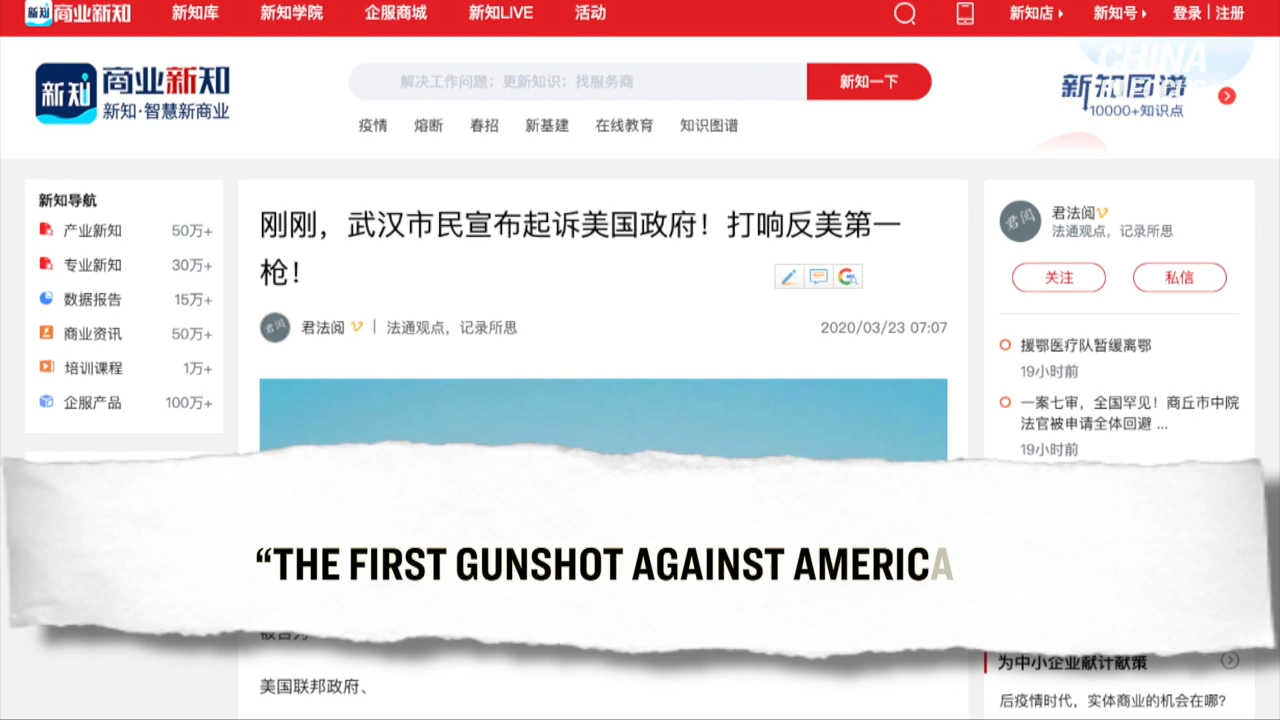 新知 商业新知 新知库 新知学院 企服商城 新知LIVE 活动 新知店 新知号 登录 | 注册
新知 商业新知
新知·智慧新商业
解决工作问题；更新知识；找服务商
新知一下
疫情 熔断 春招 新基建 在线教育 知识图谱
CHINA
新知图谱
10000+知识点
新知导航
产业新知 50万+
专业新知 30万+
数据报告 15万+
商业资讯 50万+
培训课程 1万+
企服产品 100万+
刚刚，武汉市民宣布起诉美国政府！打响反美第一
枪！
君法阅 | 法通观点，记录所思 2020/03/23 07:07
君阅
君法阅
法通观点，记录所思
关注 私信
援鄂医疗队暂缓离鄂
19小时前
一案七审，全国罕见！商丘市中院
法官被申请全体回避 ...
19小时前
“THE FIRST GUNSHOT AGAINST AMERICA
美国联邦政府、
为中小企业献计献策
后疫情时代，实体商业的机会在哪？